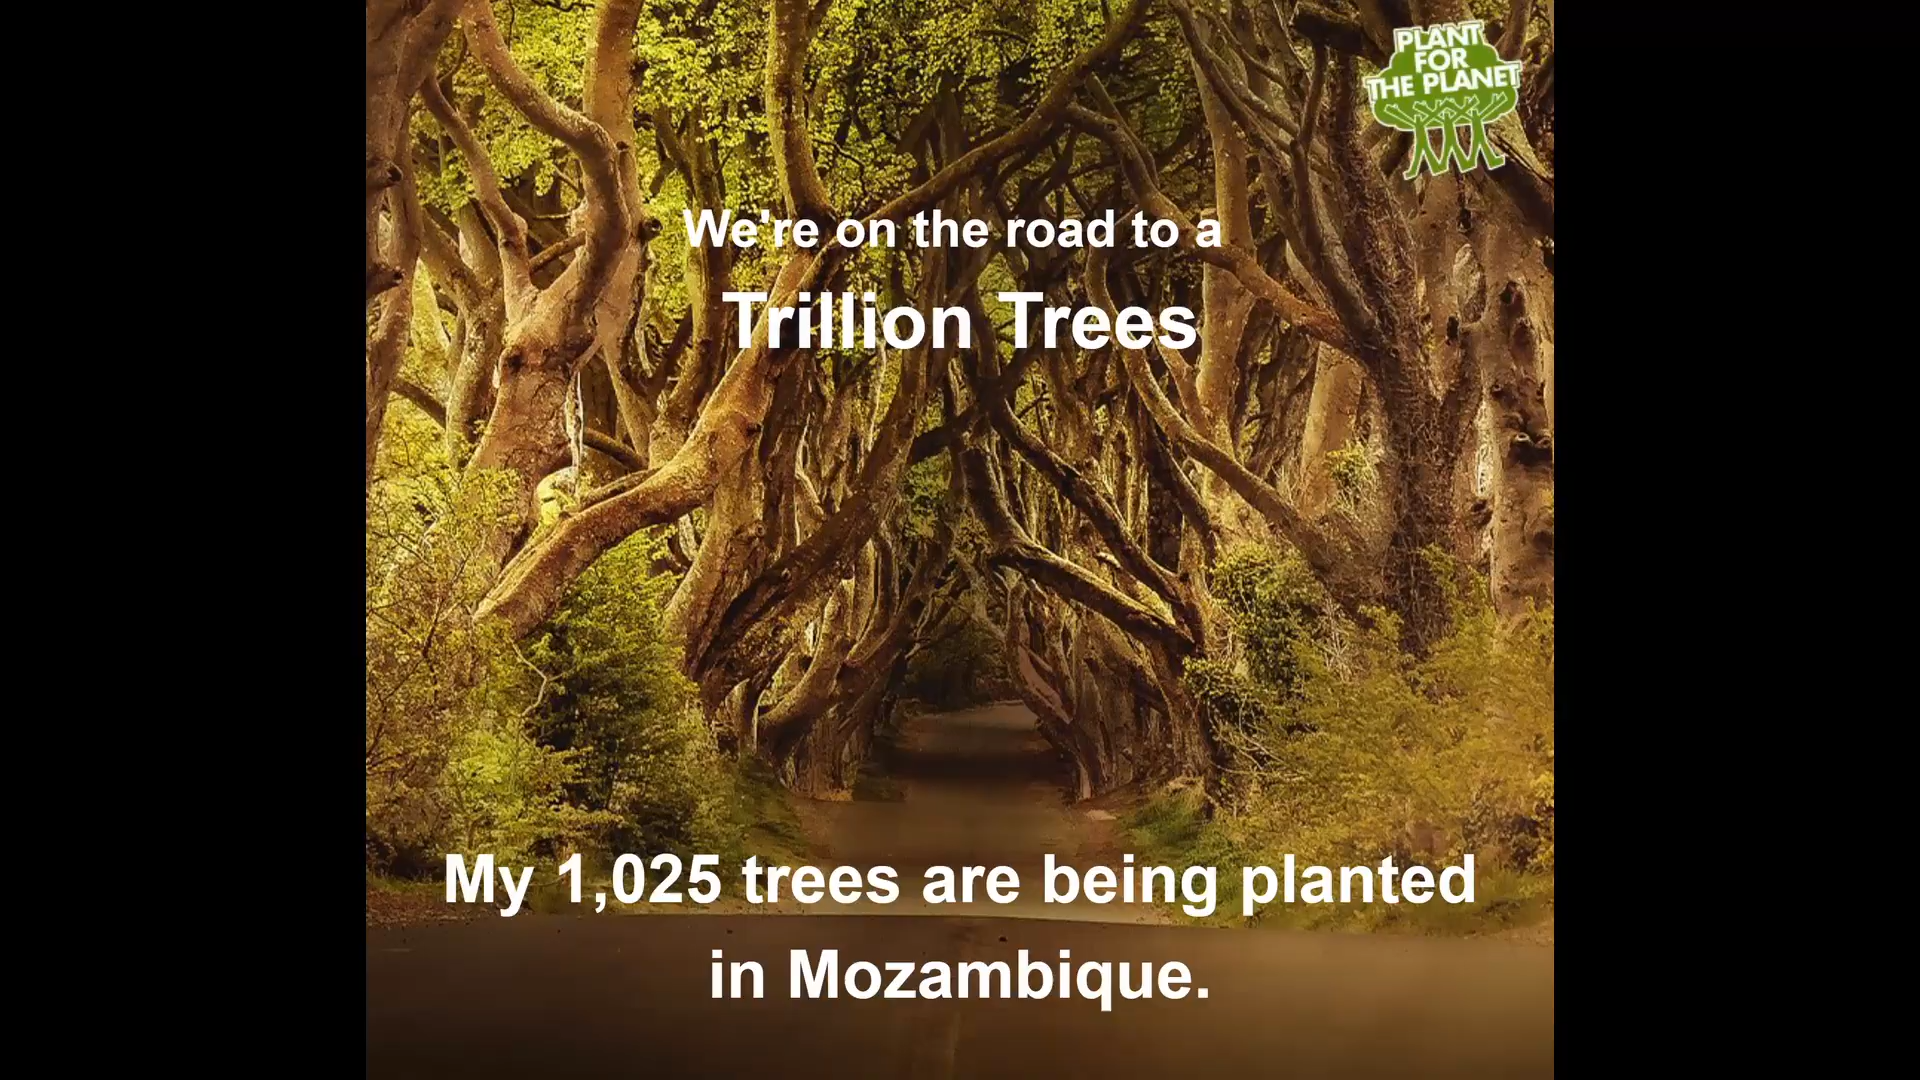 PLANT
FOR
THE PLANET
We're on the road to a
Trillion Trees
My 1,025 trees are being planted
in Mozambique.